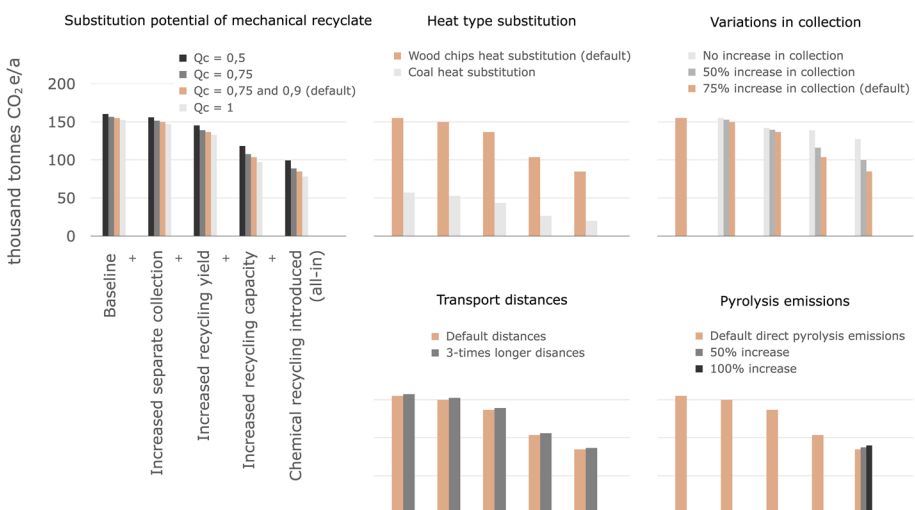 Substitution potential of mechanical recyclate
Qc = 0,5
Qc = 0,75
Qc = 0,75 and 0,9 (default)
Qc = 1
thousand tonnes CO₂ e/a
200
150
100
50
0
Baseline
+
Increased separate collection
+
Increased recycling yield
+
Increased recycling capacity
+
Chemical recycling introduced
(all-in)
Heat type substitution
Wood chips heat substitution (default)
Coal heat substitution
Variations in collection
No increase in collection
50% increase in collection
75% increase in collection (default)
Transport distances
Default distances
3-times longer disances
Pyrolysis emissions
Default direct pyrolysis emissions
50% increase
100% increase